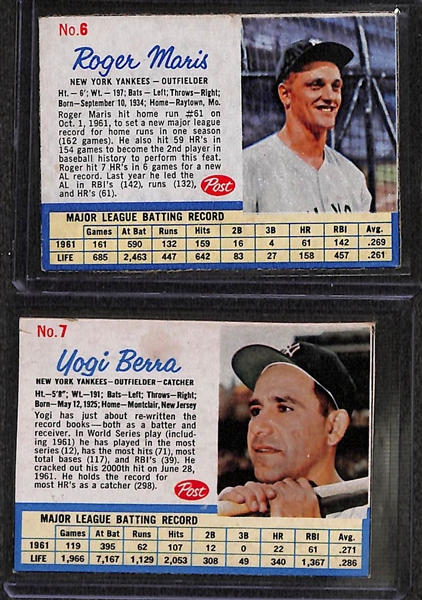 No.6
Roger Maris
NEW YORK YANKEES—OUTFIELDER
Ht.—6'; Wt.—197; Bats—Left;Throws—Right;
Born—September 10, 1934; Home—Raytown, Mo.
Roger Maris hit home run #61 on
Oct. 1, 1961, to set a new major league
record for home runs in one season
(162 games). He also hit 59 HR's in
154 games to become the 2nd player in
baseball history to perform this feat.
Roger hit 7 HR's in 6 games for a new
AL record. Last year he led the
AL in RBI's (142), runs (132),
and HR's (61).
Post
MAJOR LEAGUE BATTING RECORD
Games At Bat Runs Hits 2B 3B HR RBI Avg.
1961 161 590 132 159 16 4 61 142 .269
LIFE 685 2,463 447 642 83 27 158 457 .261
No.7
Yogi Berra
NEW YORK YANKEES—OUTFIELDER—CATCHER
Ht.—5'8"; Wt.—191; Bats—Left; Throws—Right;
Born—May 12, 1925; Home—Montclair, New Jersey
Yogi has just about re-written the
record books—both as a batter and
receiver. In World Series play (includ-
ing 1961) he has played in the most
series (12), has the most hits (71), most
total bases (117), and RBI's (39). He
cracked out his 2000th hit on June 28,
1961. He holds the record for
most HR's as a catcher (298).
Post
MAJOR LEAGUE BATTING RECORD
Games At Bat Runs Hits 2B 3B HR RBI Avg.
1961 119 395 62 107 12 0 22 61 .271
LIFE 1,966 7,167 1,129 2,053 308 49 340 1,367 .286